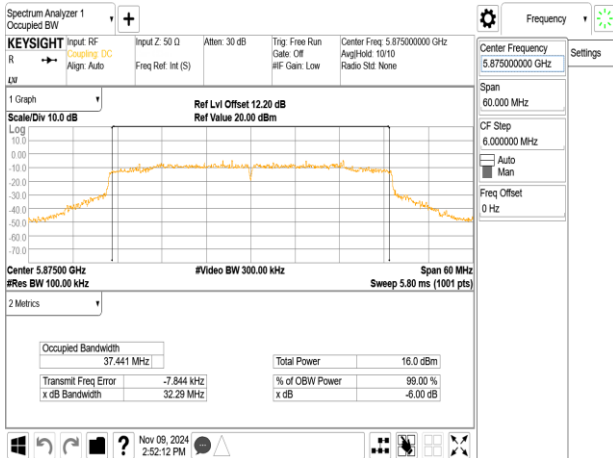 Spectrum Analyzer 1
Occupied BW
Frequency
KEYSIGHT
R
Input: RF
Coupling: DC
Align: Auto
Input Z: 50 Ω
Freq Ref: Int (S)
Atten: 30 dB
Trig: Free Run
Gate: Off
#IF Gain: Low
Center Freq: 5.875000000 GHz
Avg|Hold: 10/10
Radio Std: None
Center Frequency
5.875000000 GHz
Settings
Span
60.000 MHz
CF Step
6.000000 MHz
Auto
Man
Freq Offset
0 Hz
1 Graph
Scale/Div 10.0 dB
Ref Lvl Offset 12.20 dB
Ref Value 20.00 dBm
Log
10.0
0.00
-10.0
-20.0
-30.0
-40.0
-50.0
-60.0
-70.0
Center 5.87500 GHz
#Res BW 100.00 kHz
#Video BW 300.00 kHz
Span 60 MHz
Sweep 5.80 ms (1001 pts)
2 Metrics
Occupied Bandwidth
37.441 MHz
Total Power 16.0 dBm
Transmit Freq Error -7.844 kHz
% of OBW Power 99.00 %
x dB Bandwidth 32.29 MHz
x dB -6.00 dB
Nov 09, 2024
2:52:12 PM